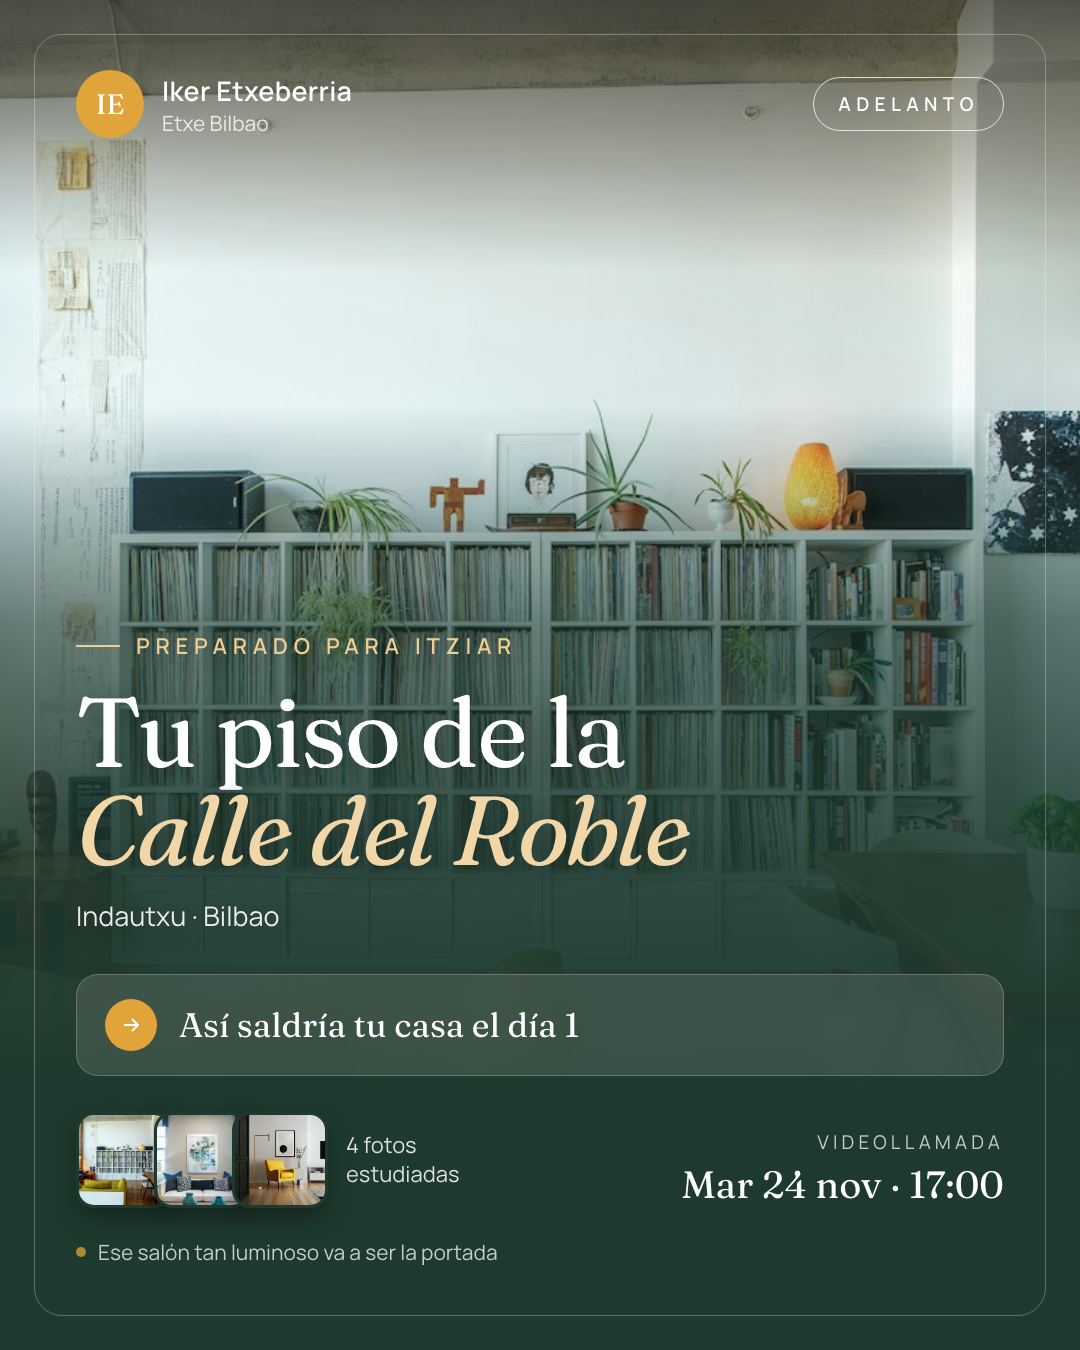 IE
Iker Etxeberria
Etxe Bilbao
ADELANTO
PREPARADO PARA ITZIAR
Tu piso de la
Calle del Roble
Indautxu · Bilbao
Así saldría tu casa el día 1
4 fotos
estudiadas
VIDEOLLAMADA
Mar 24 nov · 17:00
Ese salón tan luminoso va a ser la portada